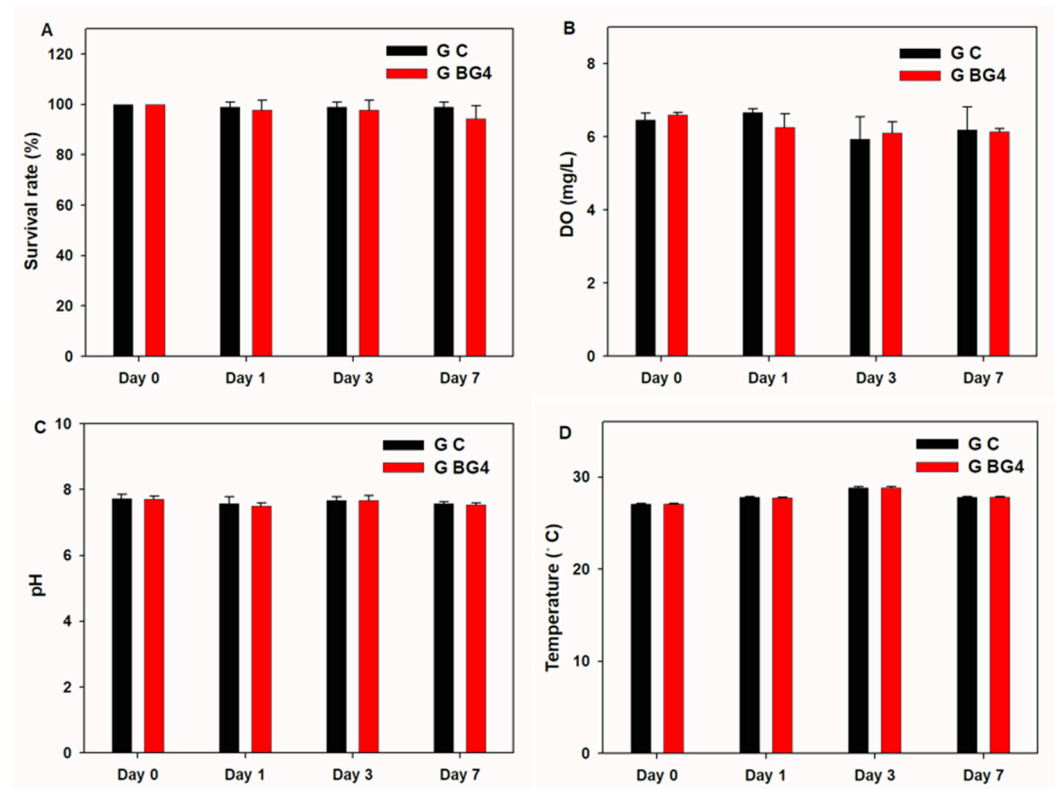 A
G C
G BG4
120
100
80
60
40
20
0
Survival rate (%)
Day 0 Day 1 Day 3 Day 7
B
G C
G BG4
8
6
4
2
0
DO (mg/L)
Day 0 Day 1 Day 3 Day 7
C
G C
G BG4
10
8
6
4
2
0
pH
Day 0 Day 1 Day 3 Day 7
D
G C
G BG4
30
20
10
0
Temperature (° C)
Day 0 Day 1 Day 3 Day 7